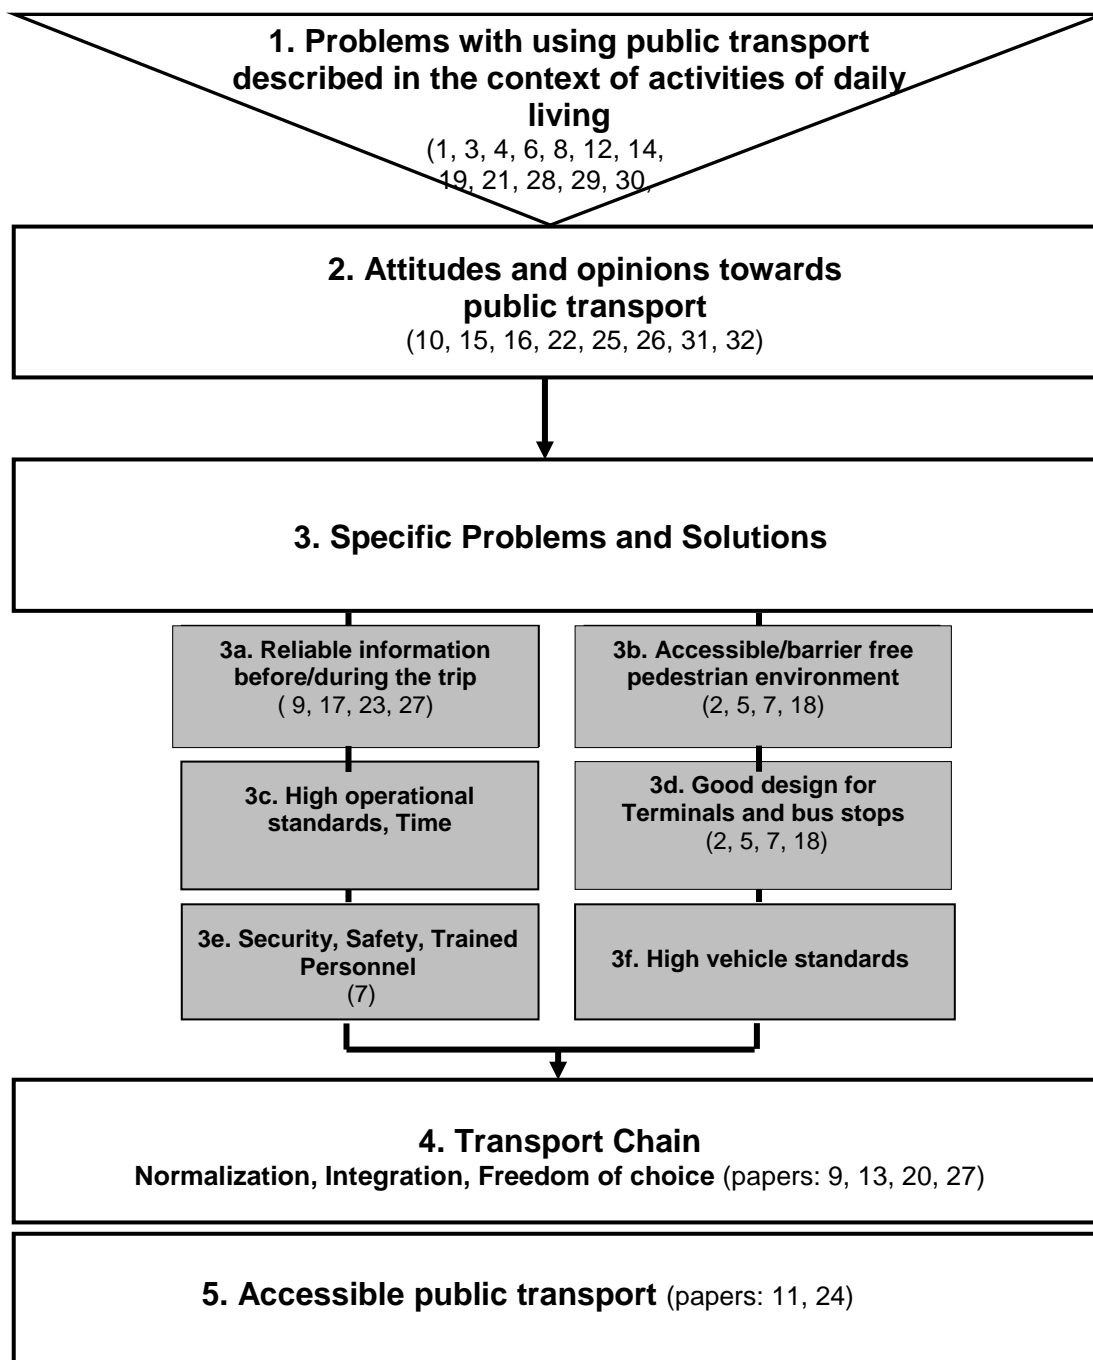 1. Problems with using public transport
described in the context of activities of daily
living
(1, 3, 4, 6, 8, 12, 14,
19, 21, 28, 29, 30,
2. Attitudes and opinions towards
public transport
(10, 15, 16, 22, 25, 26, 31, 32)
3. Specific Problems and Solutions
3a. Reliable information
before/during the trip
( 9, 17, 23, 27)
3b. Accessible/barrier free
pedestrian environment
(2, 5, 7, 18)
3c. High operational
standards, Time
3d. Good design for
Terminals and bus stops
(2, 5, 7, 18)
3e. Security, Safety, Trained
Personnel
(7)
3f. High vehicle standards
4. Transport Chain
Normalization, Integration, Freedom of choice (papers: 9, 13, 20, 27)
5. Accessible public transport (papers: 11, 24)